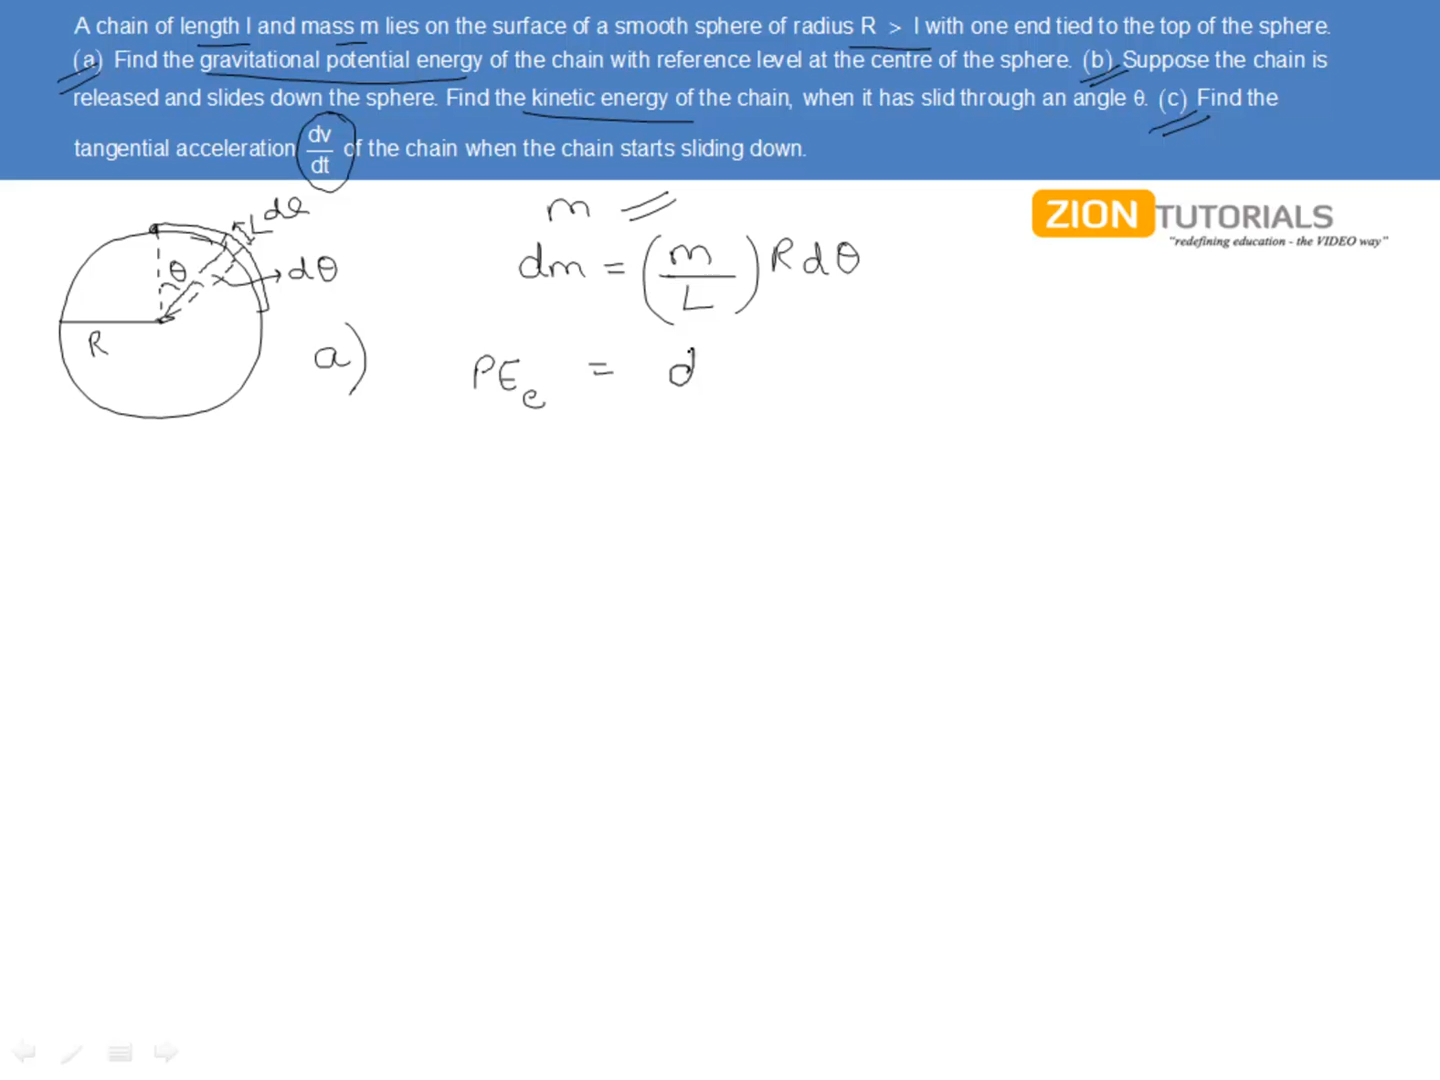 A chain of length l and mass m lies on the surface of a smooth sphere of radius R > l with one end tied to the top of the sphere.
(a) Find the gravitational potential energy of the chain with reference level at the centre of the sphere. (b) Suppose the chain is
released and slides down the sphere. Find the kinetic energy of the chain, when it has slid through an angle θ. (c) Find the
tangential acceleration dv/dt of the chain when the chain starts sliding down.
ZION TUTORIALS
"redefining education - the VIDEO way"
m
dl
θ
dθ
dm = (m/L) R dθ
R
a)
PEe = d